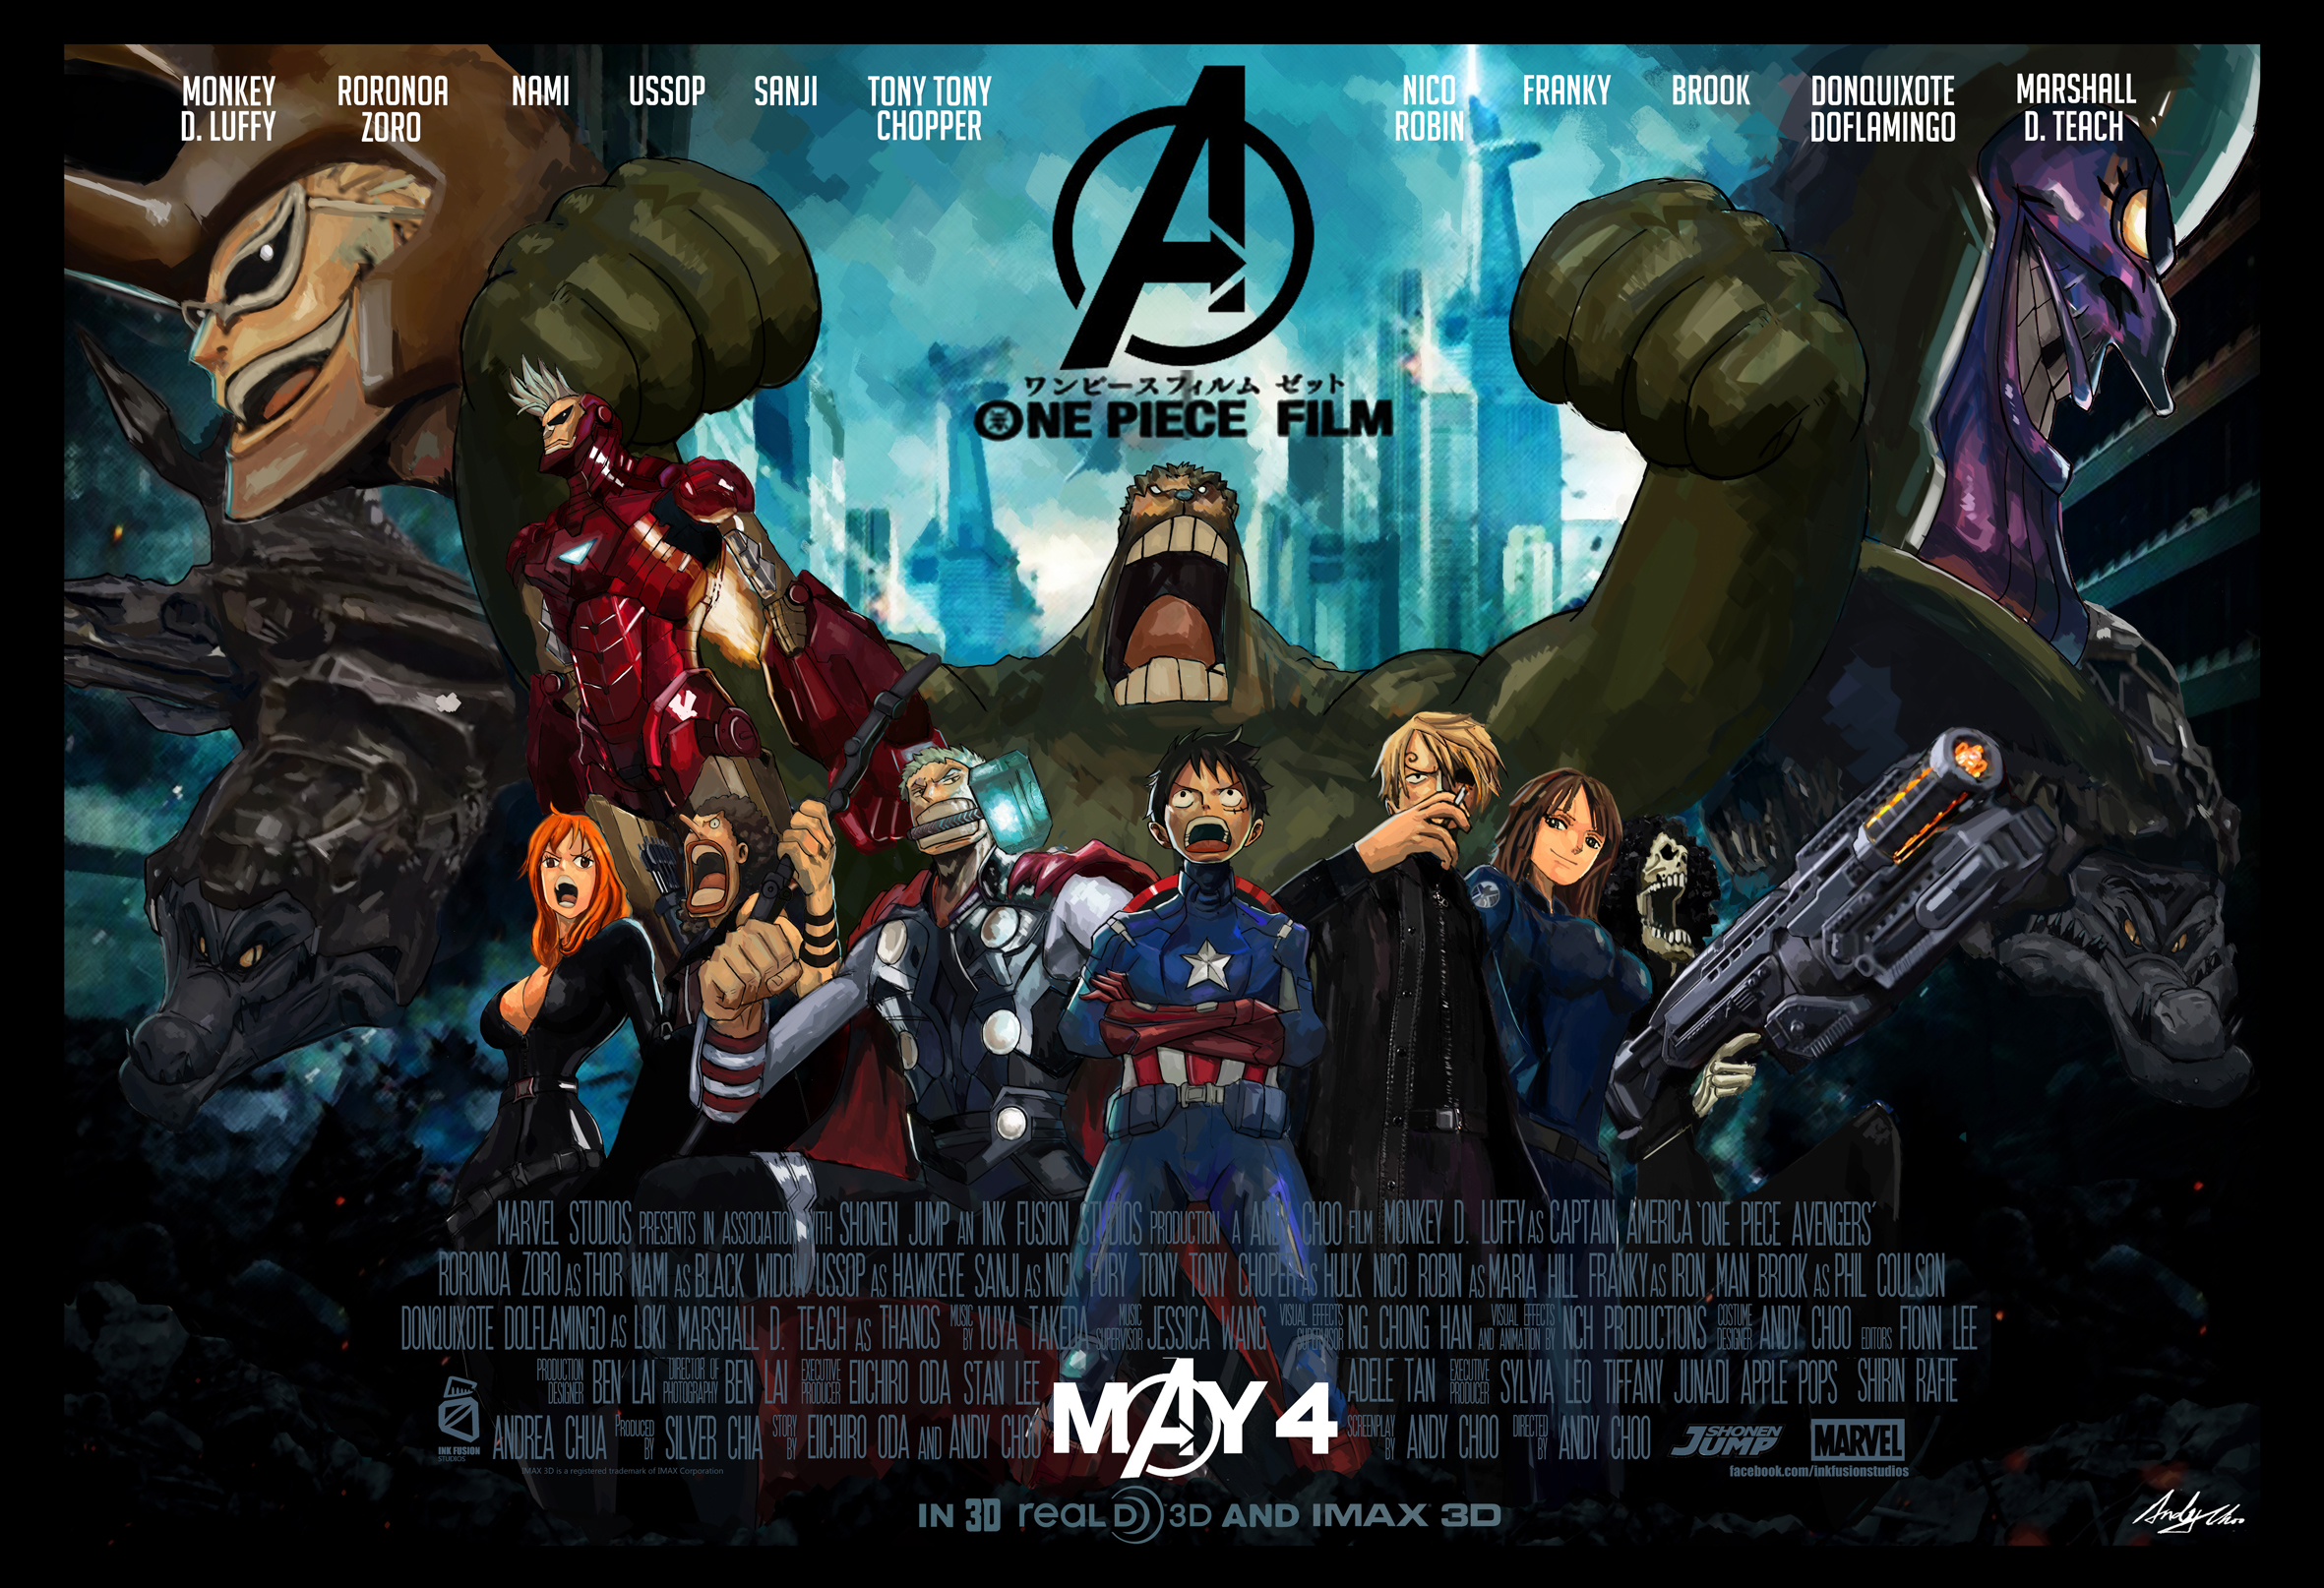 MONKEY D. LUFFY
RORONOA ZORO
NAMI
USSOP
SANJI
TONY TONY CHOPPER
NICO ROBIN
FRANKY
BROOK
DONQUIXOTE DOFLAMINGO
MARSHALL D. TEACH
A
ワンピースフィルム ゼット
ONE PIECE FILM
MARVEL STUDIOS PRESENTS IN ASSOCIATION WITH SHONEN JUMP AN INK FUSION STUDIOS PRODUCTION A ANDY CHOO FILM MONKEY D. LUFFY AS CAPTAIN AMERICA 'ONE PIECE AVENGERS'
RORONOA ZORO AS THOR NAMI AS BLACK WIDOW USSOP AS HAWKEYE SANJI AS NICK FURY TONY TONY CHOPER AS HULK NICO ROBIN AS MARIA HILL FRANKY AS IRON MAN BROOK AS PHIL COULSON
DONQUIXOTE DOLFLAMINGO AS LOKI MARSHALL D. TEACH AS THANOS MUSIC BY YUYA TAKEDA MUSIC SUPERVISOR JESSICA WANG VISUAL EFFECTS SUPERVISOR NG CHONG HAN VISUAL EFFECTS AND ANIMATION BY NCH PRODUCTIONS COSTUME DESIGNER ANDY CHOO EDITORS FIONN LEE
PRODUCTION DESIGNER BEN LAI DIRECTOR OF PHOTOGRAPHY BEN LAI EXECUTIVE PRODUCER EIICHIRO ODA STAN LEE ADELE TAN EXECUTIVE PRODUCER SYLVIA LEO TIFFANY JUNADI APPLE POPS SHIRIN RAFIE
ANDREA CHUA PRODUCED BY SILVER CHIA STORY BY EIICHIRO ODA AND ANDY CHOO SCREENPLAY BY ANDY CHOO DIRECTED BY ANDY CHOO
MAY 4
INK FUSION
STUDIOS
SHONEN JUMP
MARVEL
IMAX 3D is a registered trademark of IMAX Corporation
facebook.com/inkfusionstudios
IN 3D reaLD 3D AND IMAX 3D
Andy Choo